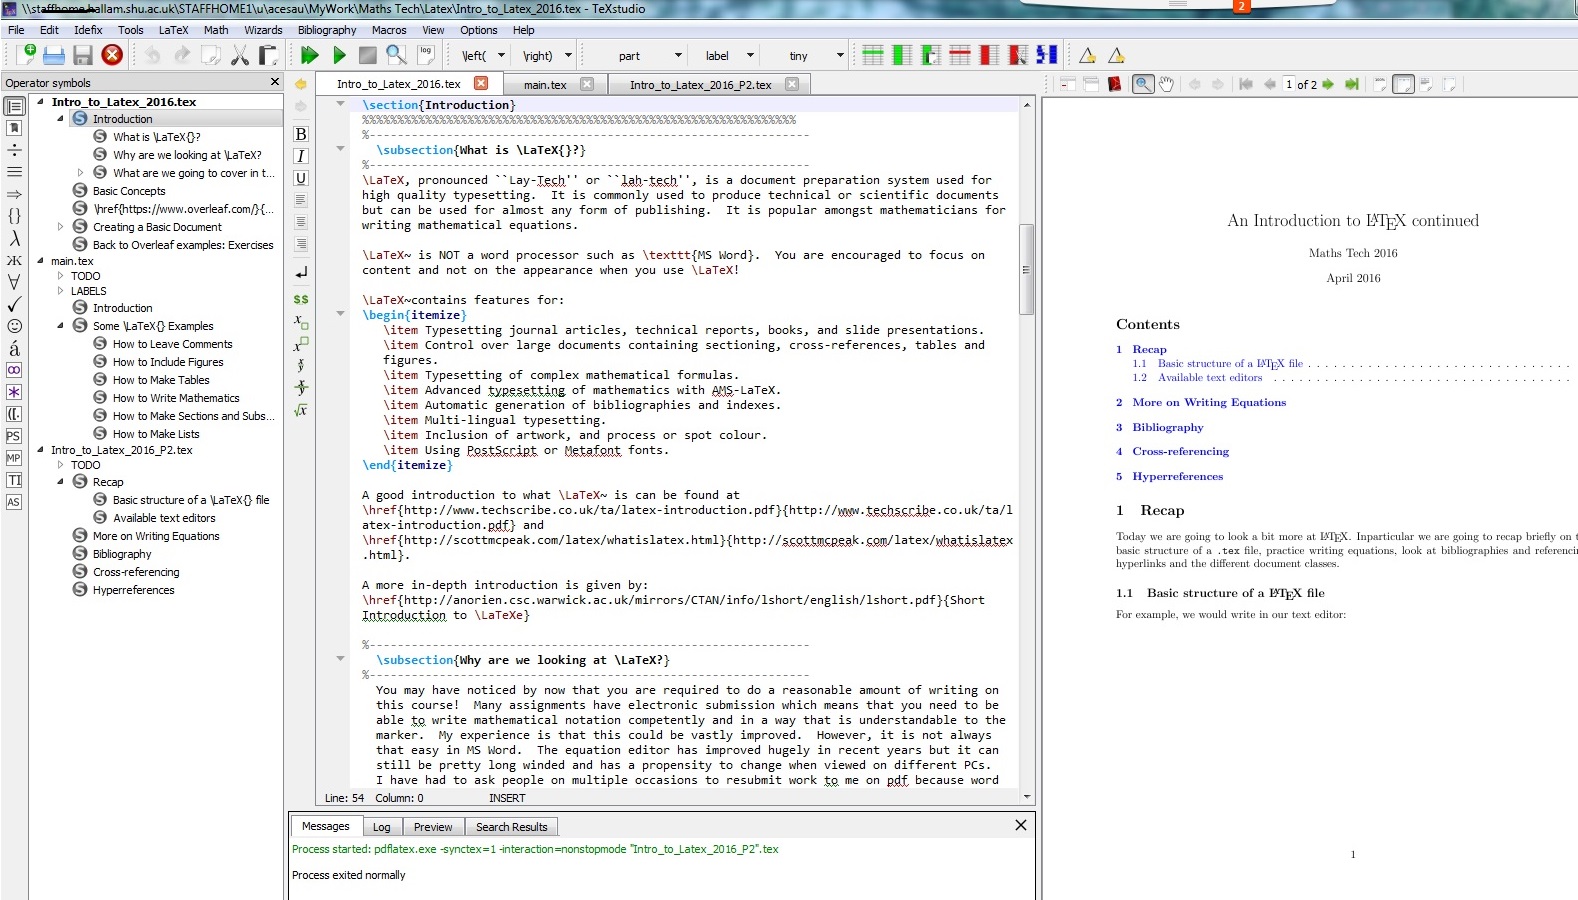 \\staffhome.hallam.shu.ac.uk\STAFFHOME1\u\acesau\MyWork\Maths Tech\Latex\Intro_to_Latex_2016.tex - TeXstudio
2
File Edit Idefix Tools LaTeX Math Wizards Bibliography Macros View Options Help
log \left( \right) part label tiny
Operator symbols
Intro_to_Latex_2016.tex
Introduction
What is \LaTeX{}?
Why are we looking at \LaTeX?
What are we going to cover in t...
Basic Concepts
\href{https://www.overleaf.com/}{...
Creating a Basic Document
Back to Overleaf examples: Exercises
main.tex
TODO
LABELS
Introduction
Some \LaTeX{} Examples
How to Leave Comments
How to Include Figures
How to Make Tables
How to Write Mathematics
How to Make Sections and Subs...
How to Make Lists
Intro_to_Latex_2016_P2.tex
TODO
Recap
Basic structure of a \LaTeX{} file
Available text editors
More on Writing Equations
Bibliography
Cross-referencing
Hyperreferences
PS
MP
TI
AS
B
I
U
$$
Intro_to_Latex_2016.tex main.tex Intro_to_Latex_2016_P2.tex
\section{Introduction}
%%%%%%%%%%%%%%%%%%%%%%%%%%%%%%%%%%%%%%%%%%%%%%%%%%%%%%%%%%%%%%
%---------------------------------------------------------------
\subsection{What is \LaTeX{}?}
%---------------------------------------------------------------
\LaTeX, pronounced ``Lay-Tech'' or ``lah-tech'', is a document preparation system used for
high quality typesetting. It is commonly used to produce technical or scientific documents
but can be used for almost any form of publishing. It is popular amongst mathematicians for
writing mathematical equations.
\LaTeX~ is NOT a word processor such as \texttt{MS Word}. You are encouraged to focus on
content and not on the appearance when you use \LaTeX!
\LaTeX~contains features for:
\begin{itemize}
\item Typesetting journal articles, technical reports, books, and slide presentations.
\item Control over large documents containing sectioning, cross-references, tables and
figures.
\item Typesetting of complex mathematical formulas.
\item Advanced typesetting of mathematics with AMS-LaTeX.
\item Automatic generation of bibliographies and indexes.
\item Multi-lingual typesetting.
\item Inclusion of artwork, and process or spot colour.
\item Using PostScript or Metafont fonts.
\end{itemize}
A good introduction to what \LaTeX~ is can be found at
\href{http://www.techscribe.co.uk/ta/latex-introduction.pdf}{http://www.techscribe.co.uk/ta/l
atex-introduction.pdf} and
\href{http://scottmcpeak.com/latex/whatislatex.html}{http://scottmcpeak.com/latex/whatislatex
.html}.
A more in-depth introduction is given by:
\href{http://anorien.csc.warwick.ac.uk/mirrors/CTAN/info/lshort/english/lshort.pdf}{Short
Introduction to \LaTeXe}
%---------------------------------------------------------------
\subsection{Why are we looking at \LaTeX?}
%---------------------------------------------------------------
You may have noticed by now that you are required to do a reasonable amount of writing on
this course! Many assignments have electronic submission which means that you need to be
able to write mathematical notation competently and in a way that is understandable to the
marker. My experience is that this could be vastly improved. However, it is not always
that easy in MS Word. The equation editor has improved hugely in recent years but it can
still be pretty long winded and has a propensity to change when viewed on different PCs.
I have had to ask people on multiple occasions to resubmit work to me on pdf because word
Line: 54 Column: 0 INSERT
Messages Log Preview Search Results
Process started: pdflatex.exe -synctex=1 -interaction=nonstopmode "Intro_to_Latex_2016_P2".tex
Process exited normally
1 of 2
An Introduction to LATEX continued
Maths Tech 2016
April 2016
Contents
1 Recap
1.1 Basic structure of a LATEX file . . . . . . . . . . . . . . . . . . . . . . . . .
1.2 Available text editors . . . . . . . . . . . . . . . . . . . . . . . . . . . .
2 More on Writing Equations
3 Bibliography
4 Cross-referencing
5 Hyperreferences
1 Recap
Today we are going to look a bit more at LATEX. Inparticular we are going to recap briefly on t
basic structure of a .tex file, practice writing equations, look at bibliographies and referencin
hyperlinks and the different document classes.
1.1 Basic structure of a LATEX file
For example, we would write in our text editor:
1